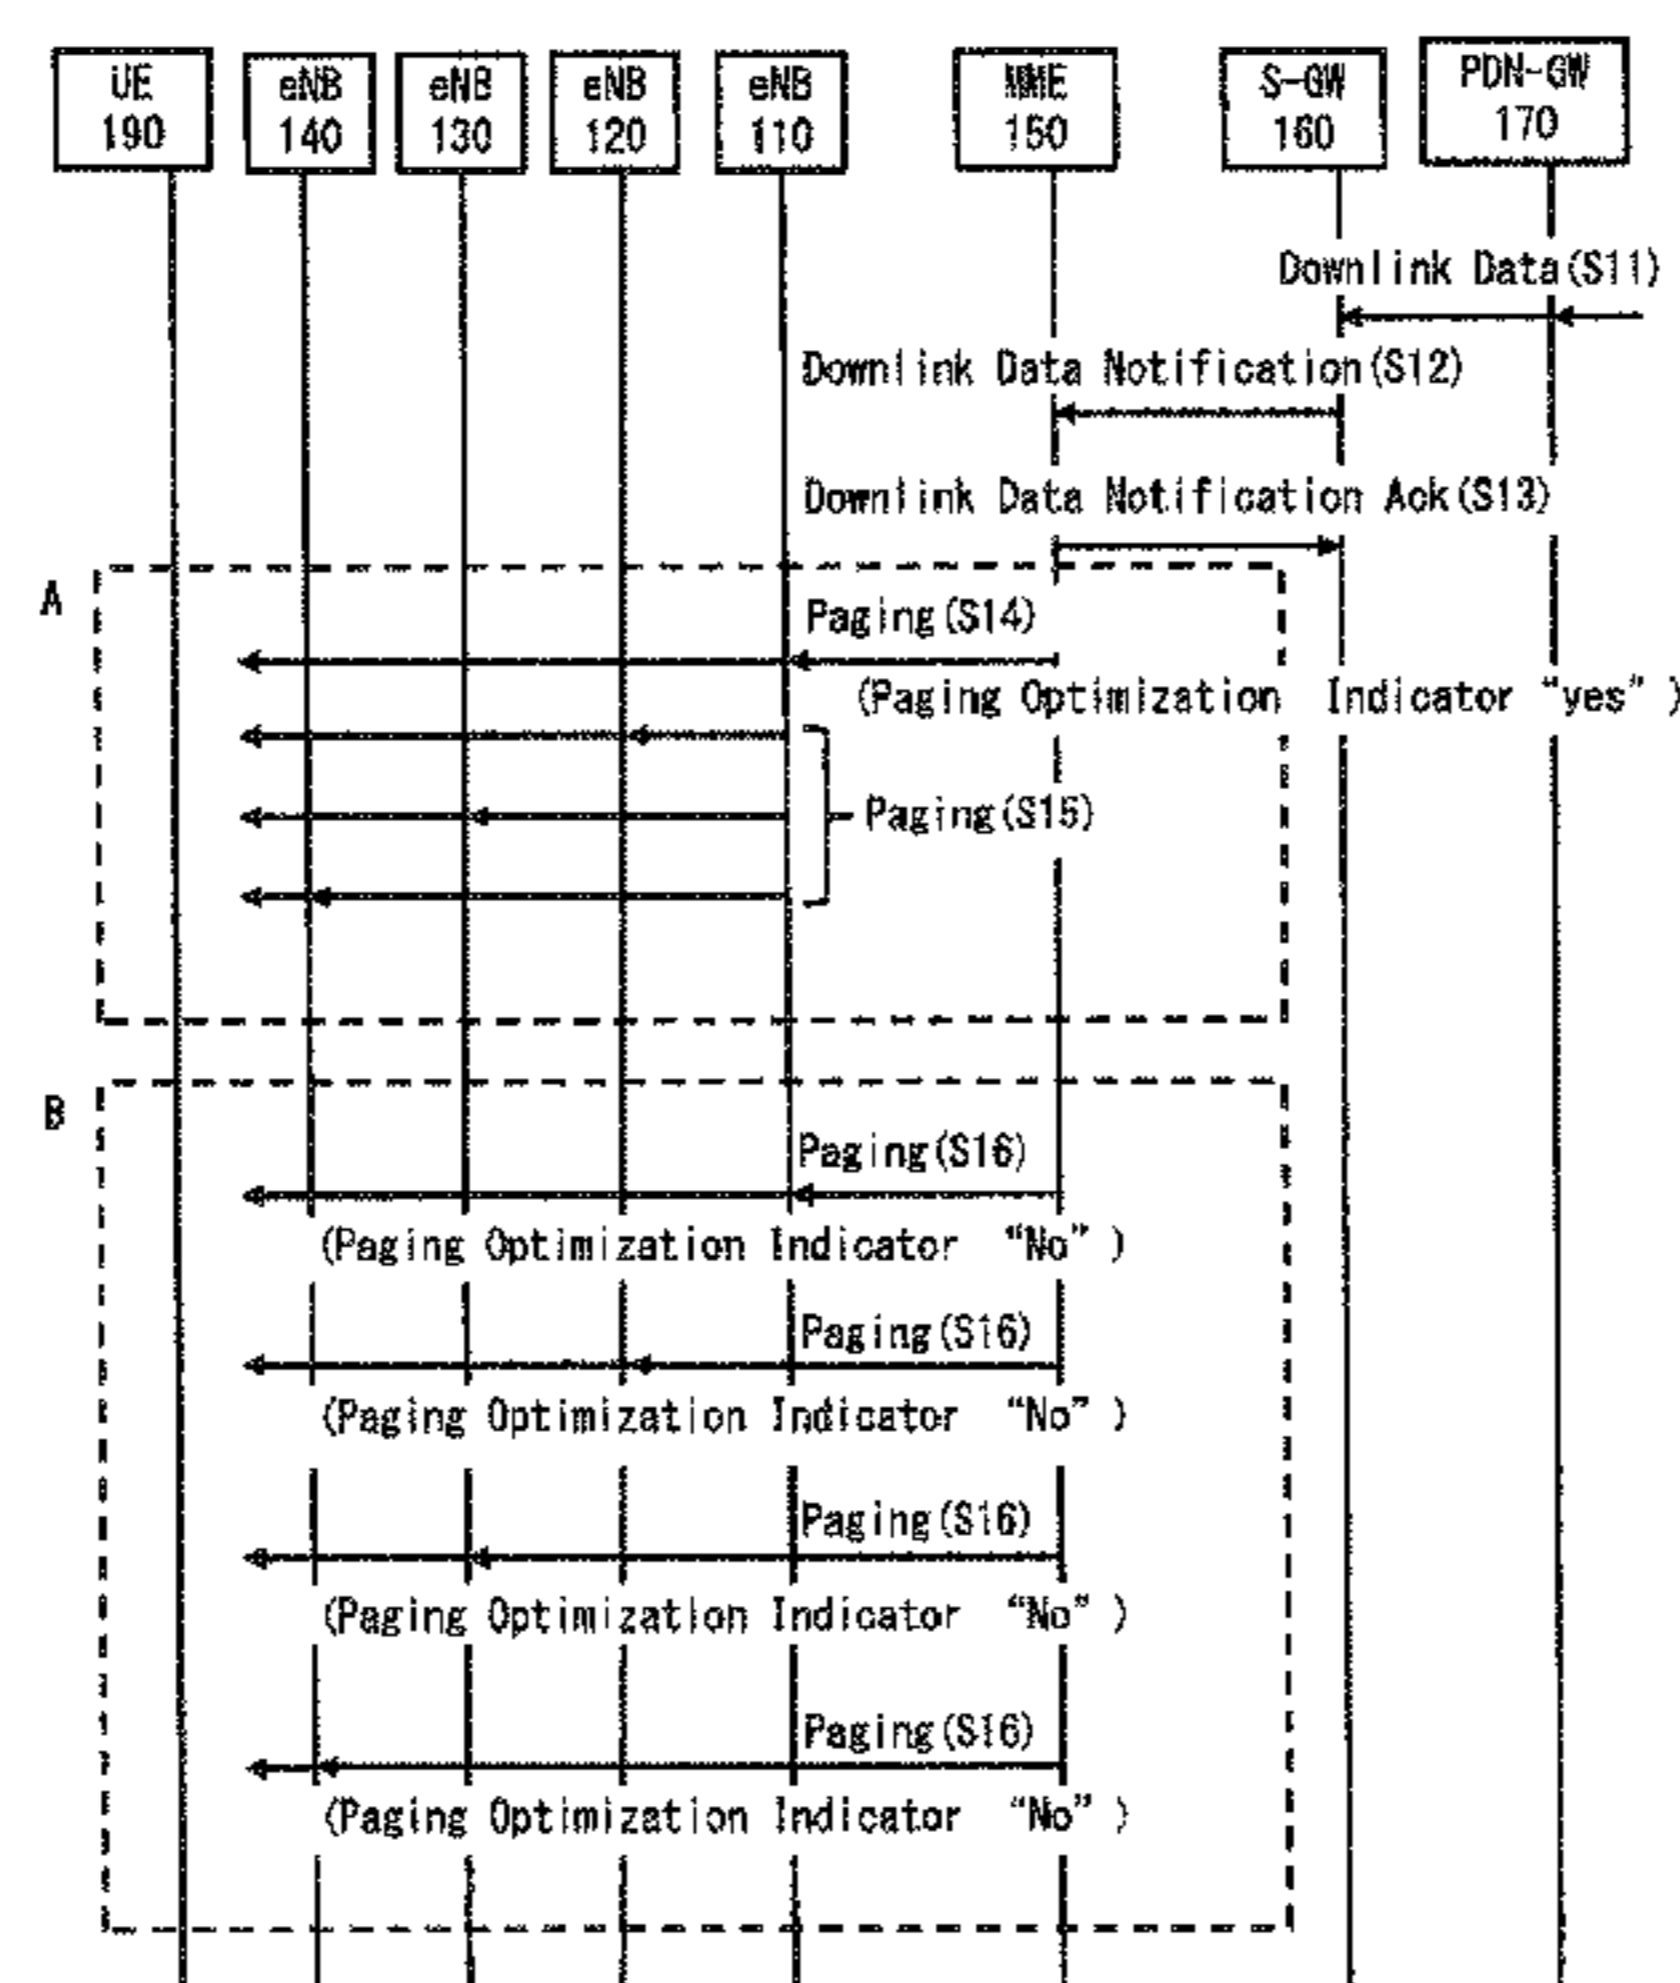 UE
190
eNB
140
eNB
130
eNB
120
eNB
110
MME
150
S-GW
160
PDN-GW
170
Downlink Data(S11)
Downlink Data Notification(S12)
Downlink Data Notification Ack(S13)
A
Paging(S14)
(Paging Optimization Indicator "yes" )
Paging(S15)
B
Paging(S16)
(Paging Optimization Indicator "No" )
Paging(S16)
(Paging Optimization Indicator "No" )
Paging(S16)
(Paging Optimization Indicator "No" )
Paging(S16)
(Paging Optimization Indicator "No" )